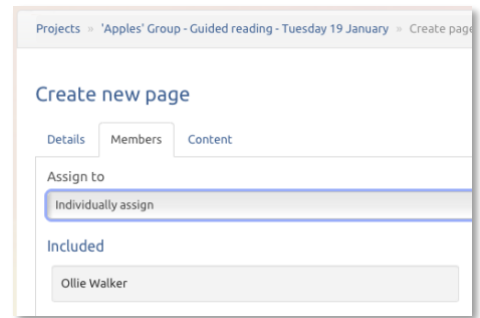 Projects » 'Apples' Group - Guided reading - Tuesday 19 January » Create page
Create new page
Details Members Content
Assign to
Individually assign
Included
Ollie Walker